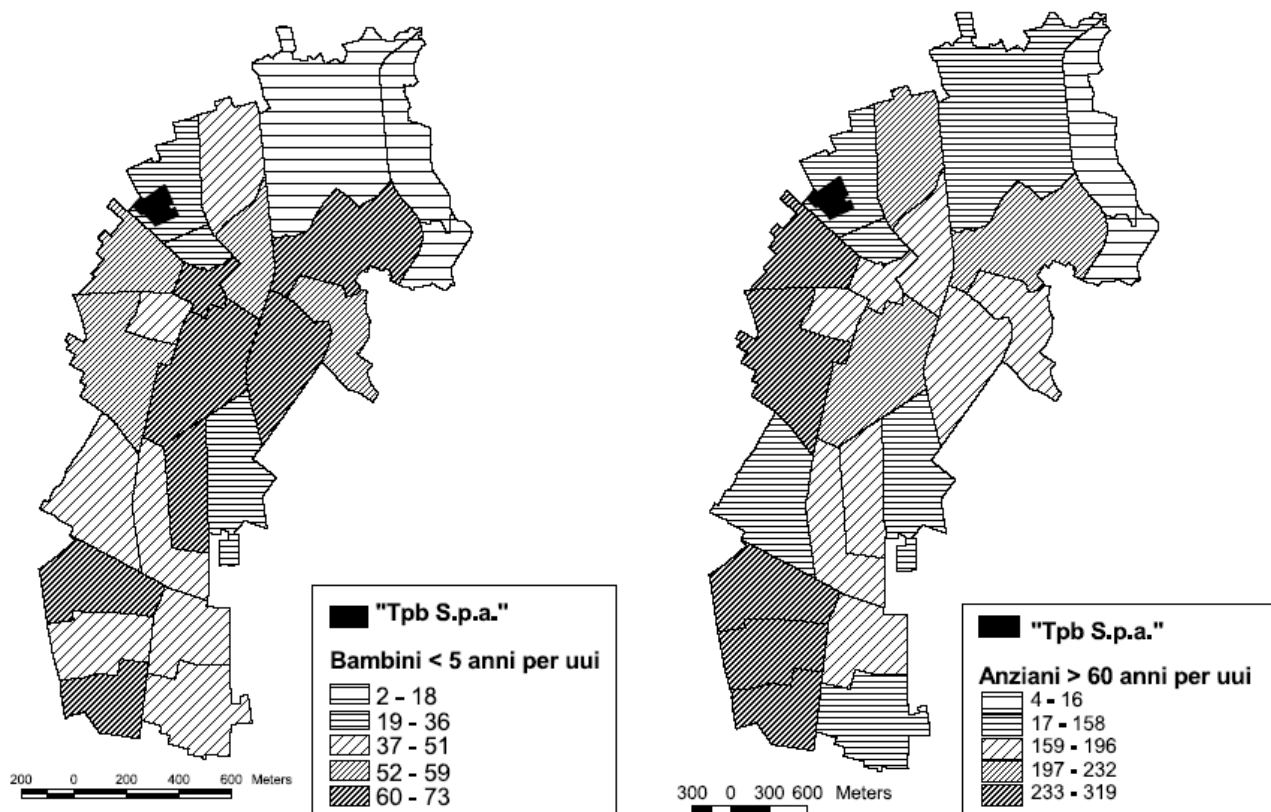 "Tpb S.p.a."
Bambini < 5 anni per uui
2 - 18
19 - 36
37 - 51
52 - 59
60 - 73
200 0 200 400 600 Meters
"Tpb S.p.a."
Anziani > 60 anni per uui
4 - 16
17 - 158
159 - 196
197 - 232
233 - 319
300 0 300 600 Meters